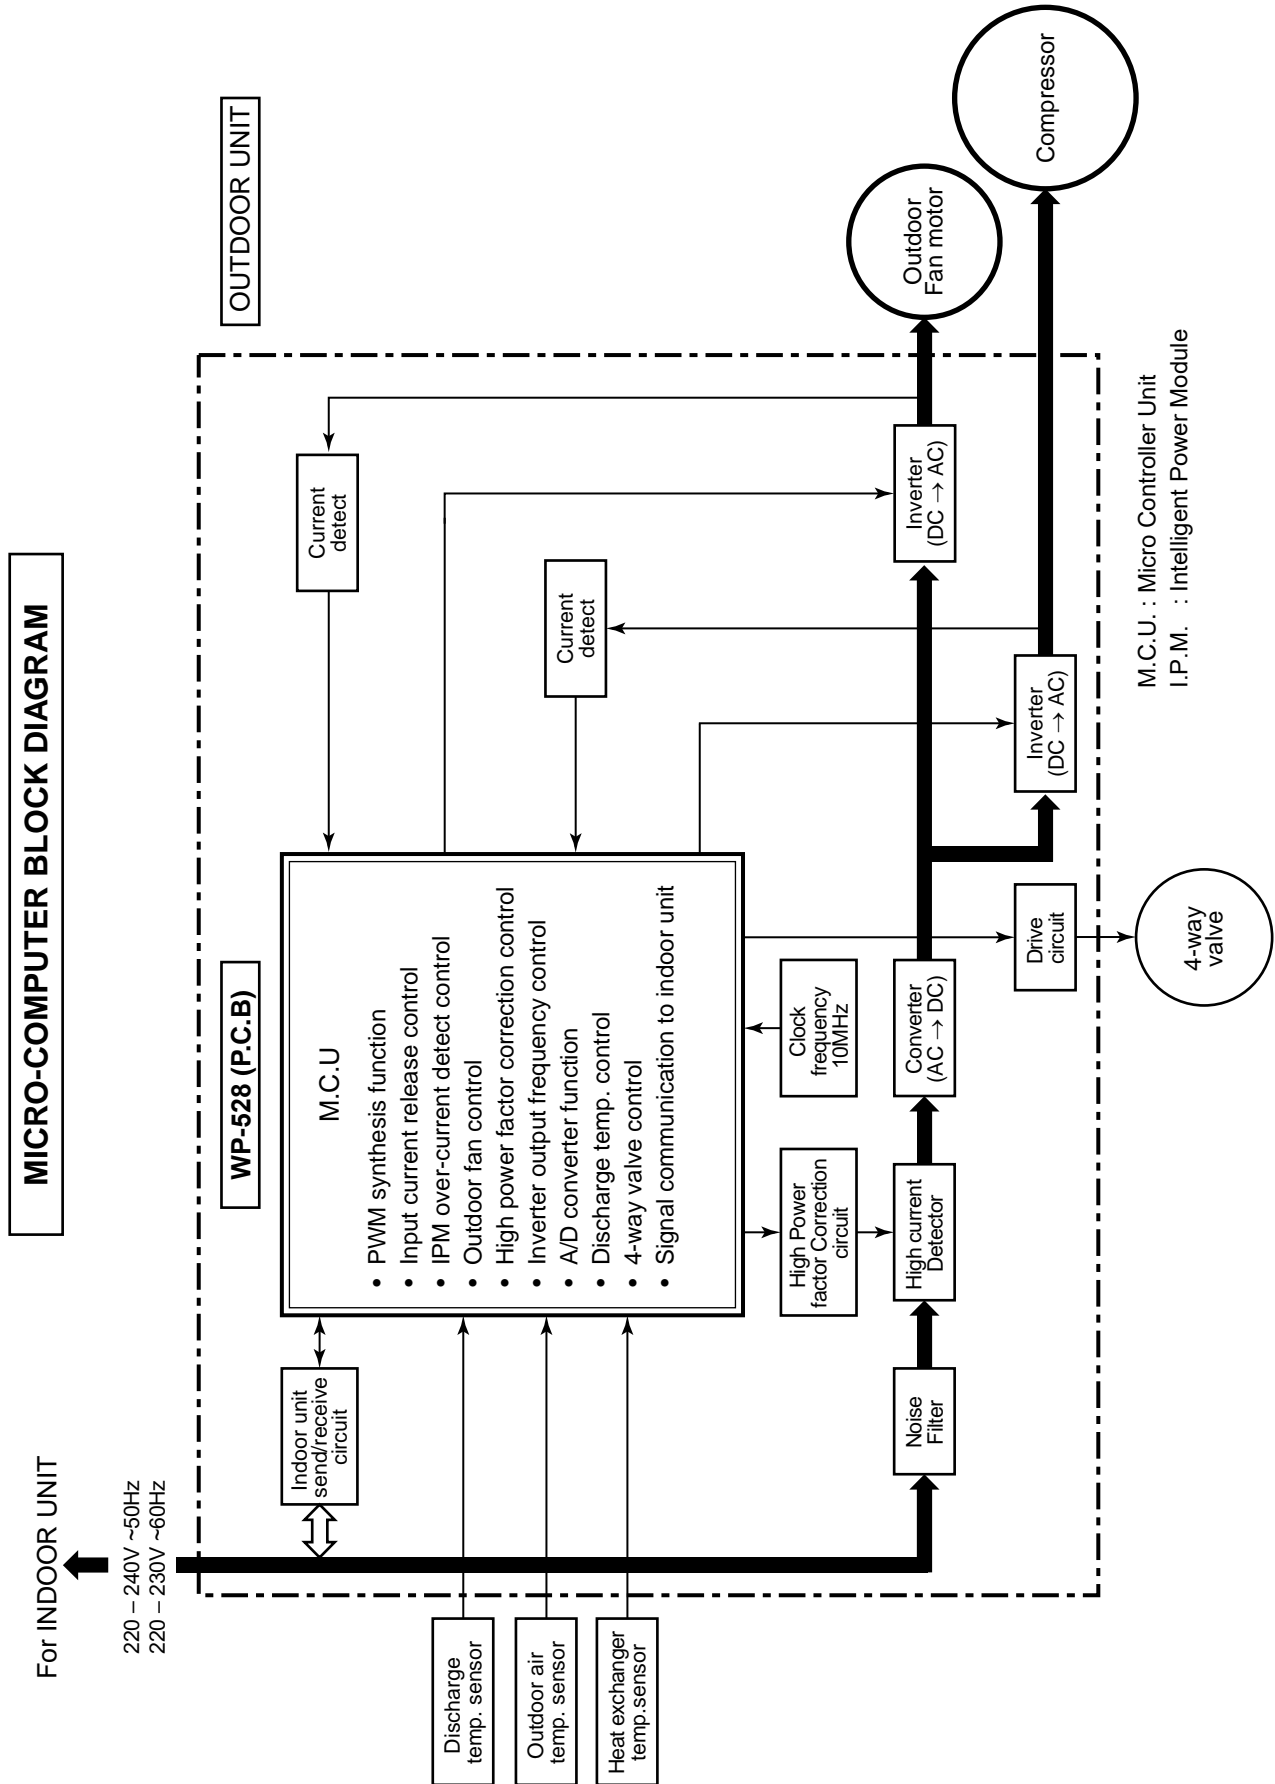 MICRO-COMPUTER BLOCK DIAGRAM
For INDOOR UNIT
220 – 240V ~50Hz
220 – 230V ~60Hz
WP-528 (P.C.B)
OUTDOOR UNIT
Indoor unit
send/receive
circuit
M.C.U
• PWM synthesis function
• Input current release control
• IPM over-current detect control
• Outdoor fan control
• High power factor correction control
• Inverter output frequency control
• A/D converter function
• Discharge temp. control
• 4-way valve control
• Signal communication to indoor unit
Current
detect
Current
detect
Discharge
temp. sensor
Outdoor air
temp. sensor
Heat exchanger
temp.sensor
High Power
factor Correction
circuit
Clock
frequency
10MHz
Noise
Filter
High current
Detector
Converter
(AC → DC)
Inverter
(DC → AC)
Outdoor
Fan motor
Drive
circuit
Inverter
(DC → AC)
Compressor
4-way
valve
M.C.U. : Micro Controller Unit
I.P.M. : Intelligent Power Module